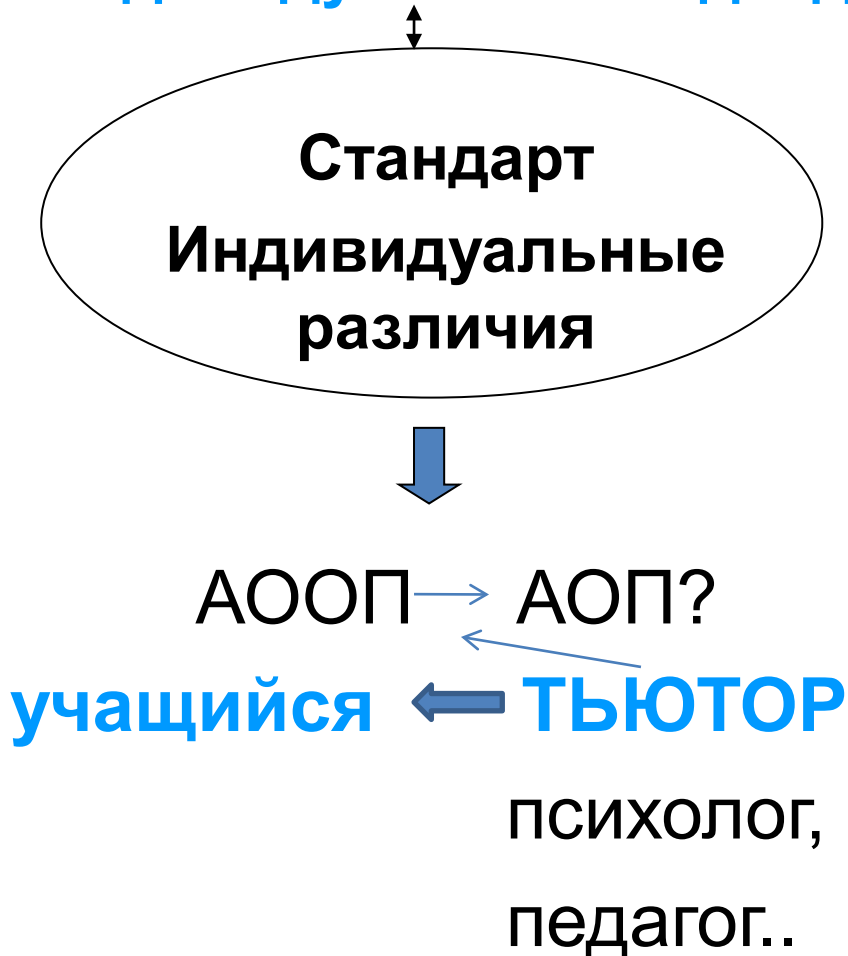 Стандарт
Индивидуальные
различия
АООП АОП?
учащийся ТЬЮТОР
психолог,
педагог..